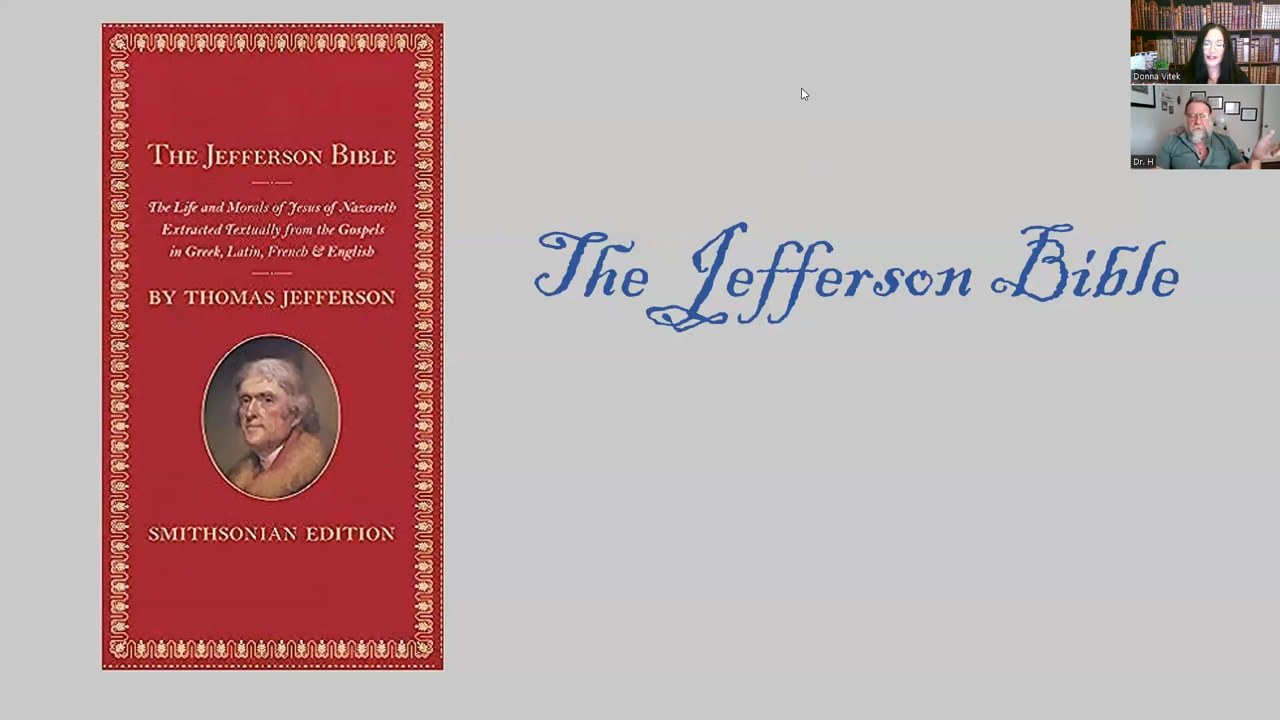 The Jefferson Bible
The Life and Morals of Jesus of Nazareth
Extracted Textually from the Gospels
in Greek, Latin, French & English
BY THOMAS JEFFERSON
SMITHSONIAN EDITION
The Jefferson Bible
Donna Vitek
Dr. H